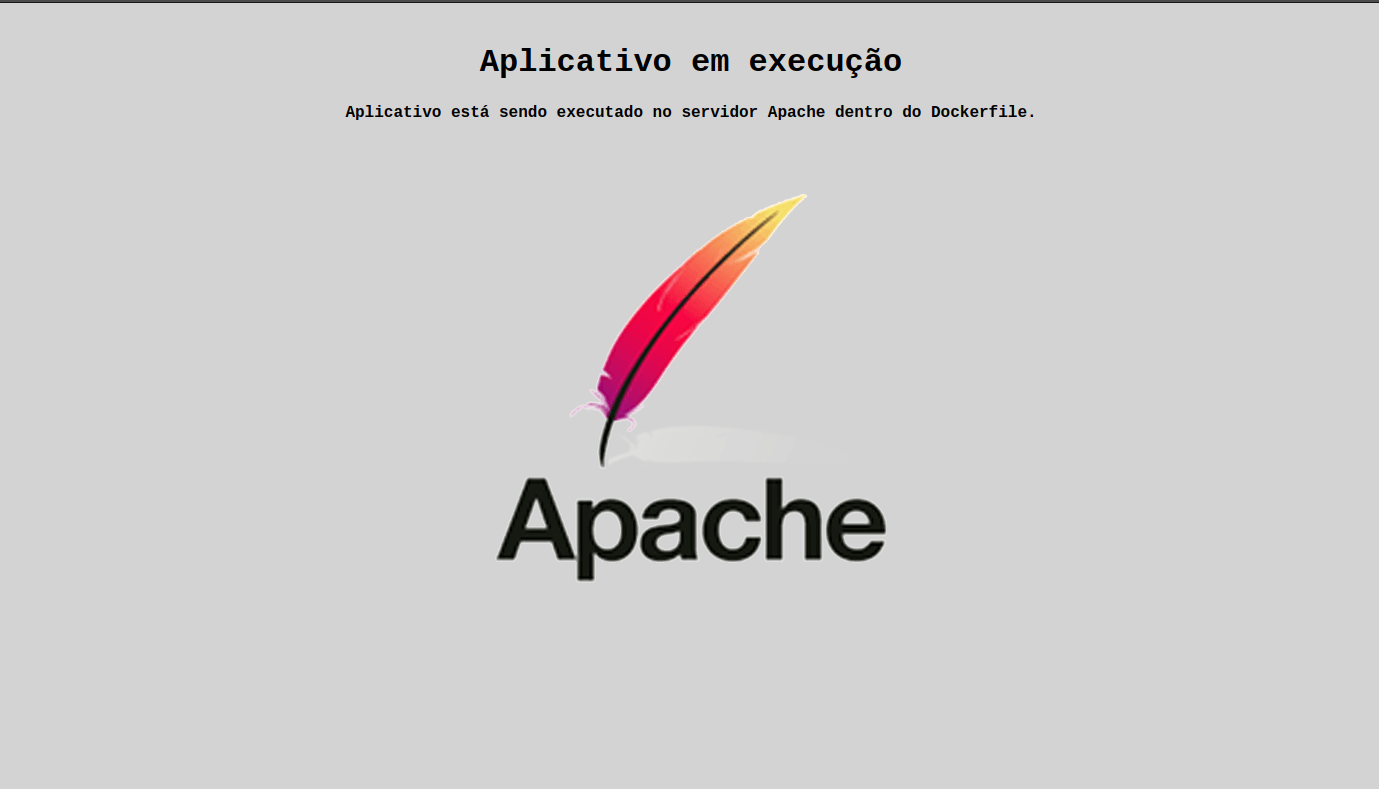 Aplicativo em execução
Aplicativo está sendo executado no servidor Apache dentro do Dockerfile.
Apache